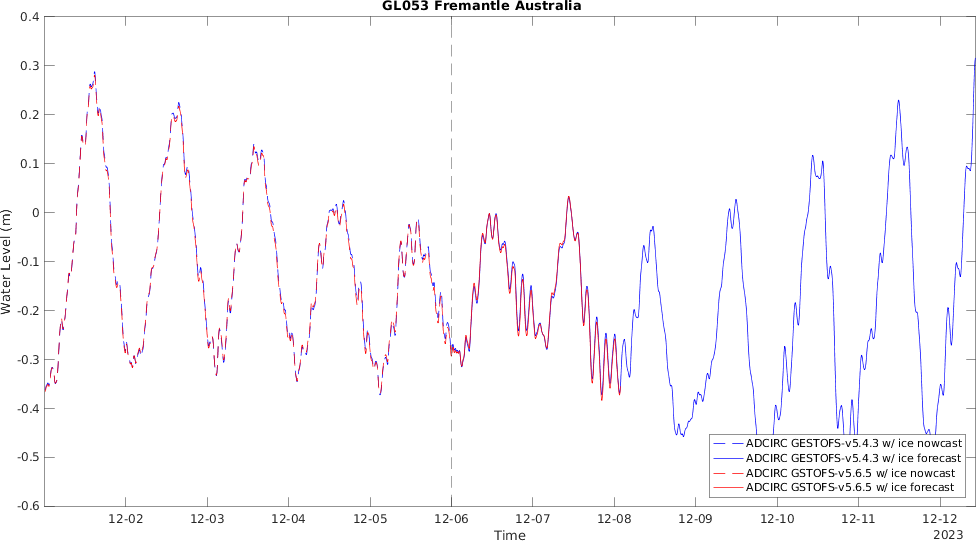 GL053 Fremantle Australia
0.4
0.3
0.2
0.1
0
-0.1
-0.2
-0.3
-0.4
-0.5
-0.6
Water Level (m)
ADCIRC GESTOFS-v5.4.3 w/ ice nowcast
ADCIRC GESTOFS-v5.4.3 w/ ice forecast
ADCIRC GSTOFS-v5.6.5 w/ ice nowcast
ADCIRC GSTOFS-v5.6.5 w/ ice forecast
12-02 12-03 12-04 12-05 12-06 12-07 12-08 12-09 12-10 12-11 12-12
Time 2023